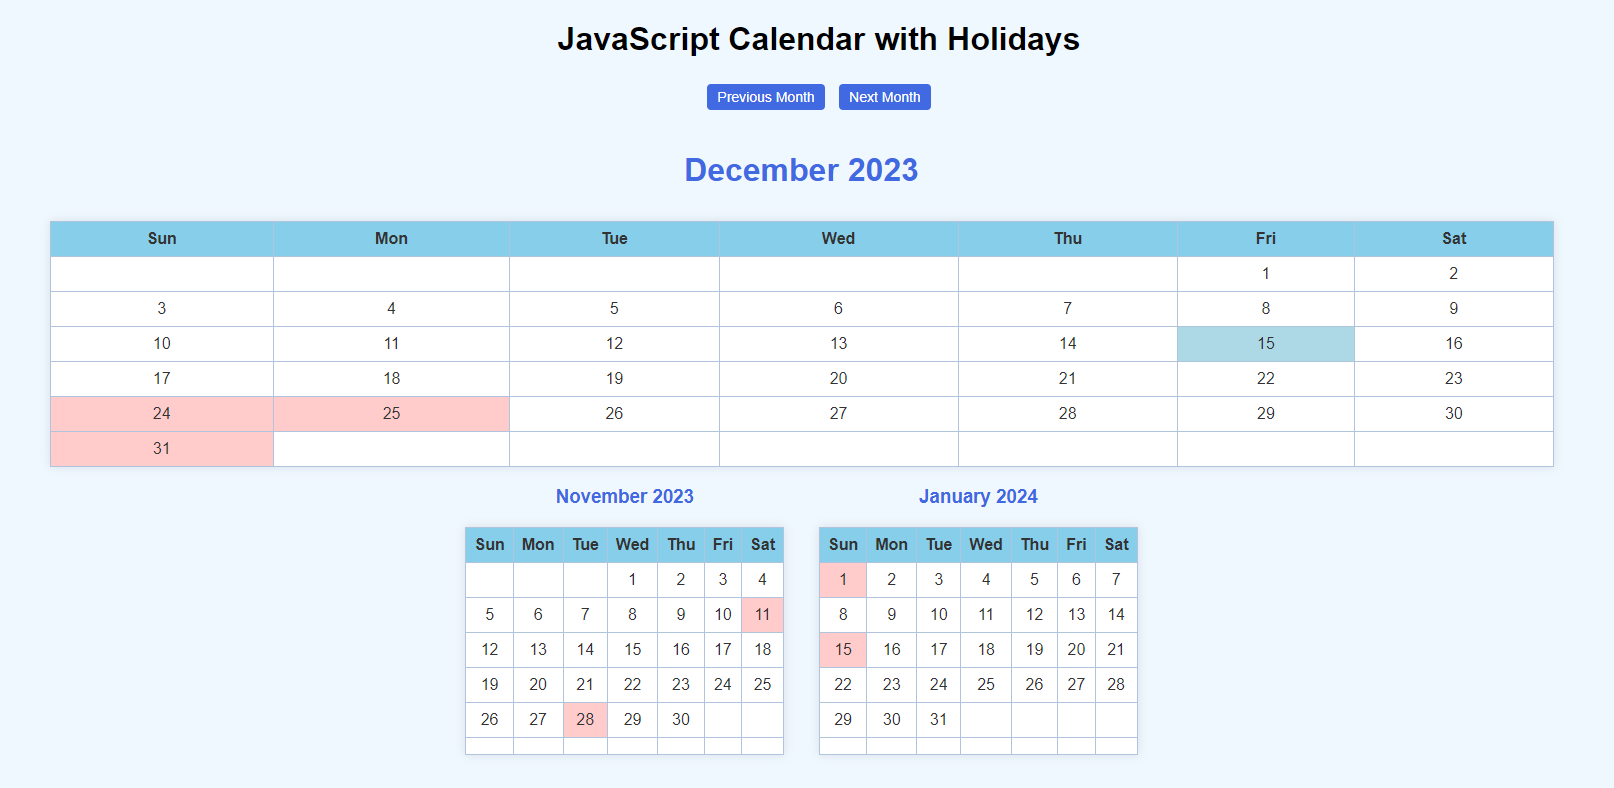 JavaScript Calendar with Holidays
Previous Month Next Month
December 2023
Sun Mon Tue Wed Thu Fri Sat
1 2
3 4 5 6 7 8 9
10 11 12 13 14 15 16
17 18 19 20 21 22 23
24 25 26 27 28 29 30
31
November 2023
Sun Mon Tue Wed Thu Fri Sat
1 2 3 4
5 6 7 8 9 10 11
12 13 14 15 16 17 18
19 20 21 22 23 24 25
26 27 28 29 30
January 2024
Sun Mon Tue Wed Thu Fri Sat
1 2 3 4 5 6 7
8 9 10 11 12 13 14
15 16 17 18 19 20 21
22 23 24 25 26 27 28
29 30 31